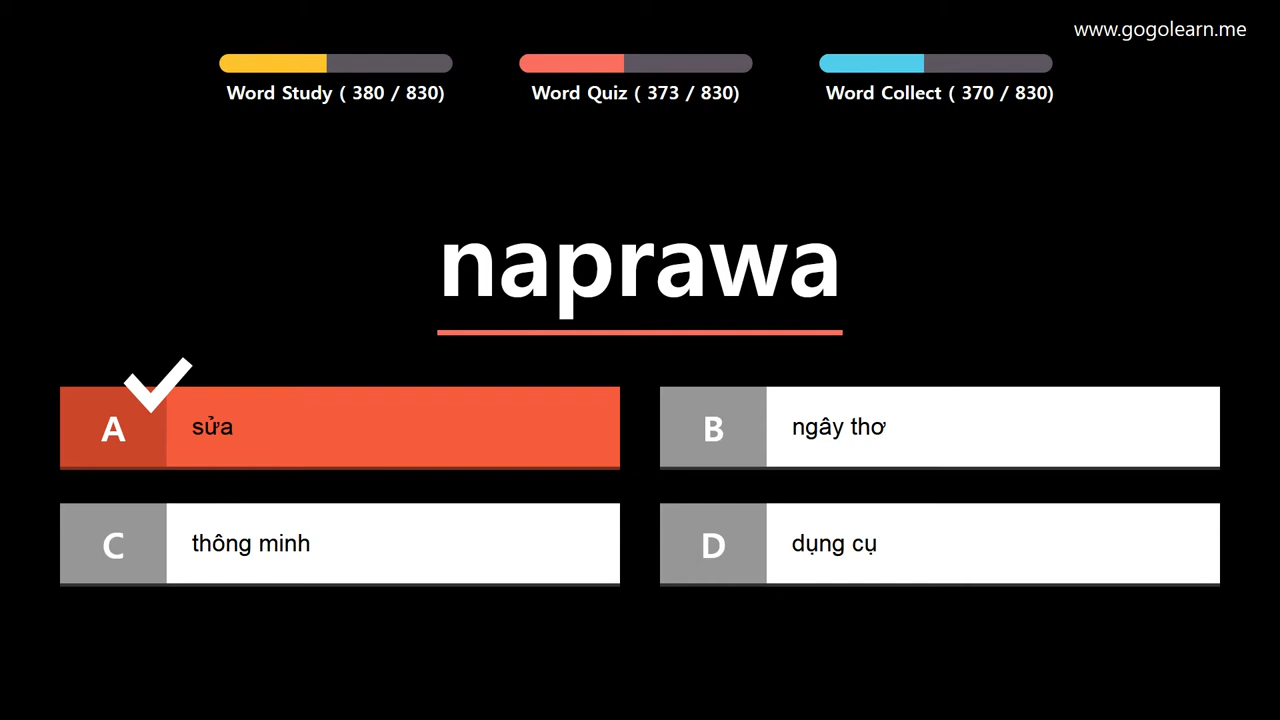 www.gogolearn.me
Word Study ( 380 / 830)
Word Quiz ( 373 / 830)
Word Collect ( 370 / 830)
naprawa
A
sửa
B
ngây thơ
C
thông minh
D
dụng cụ